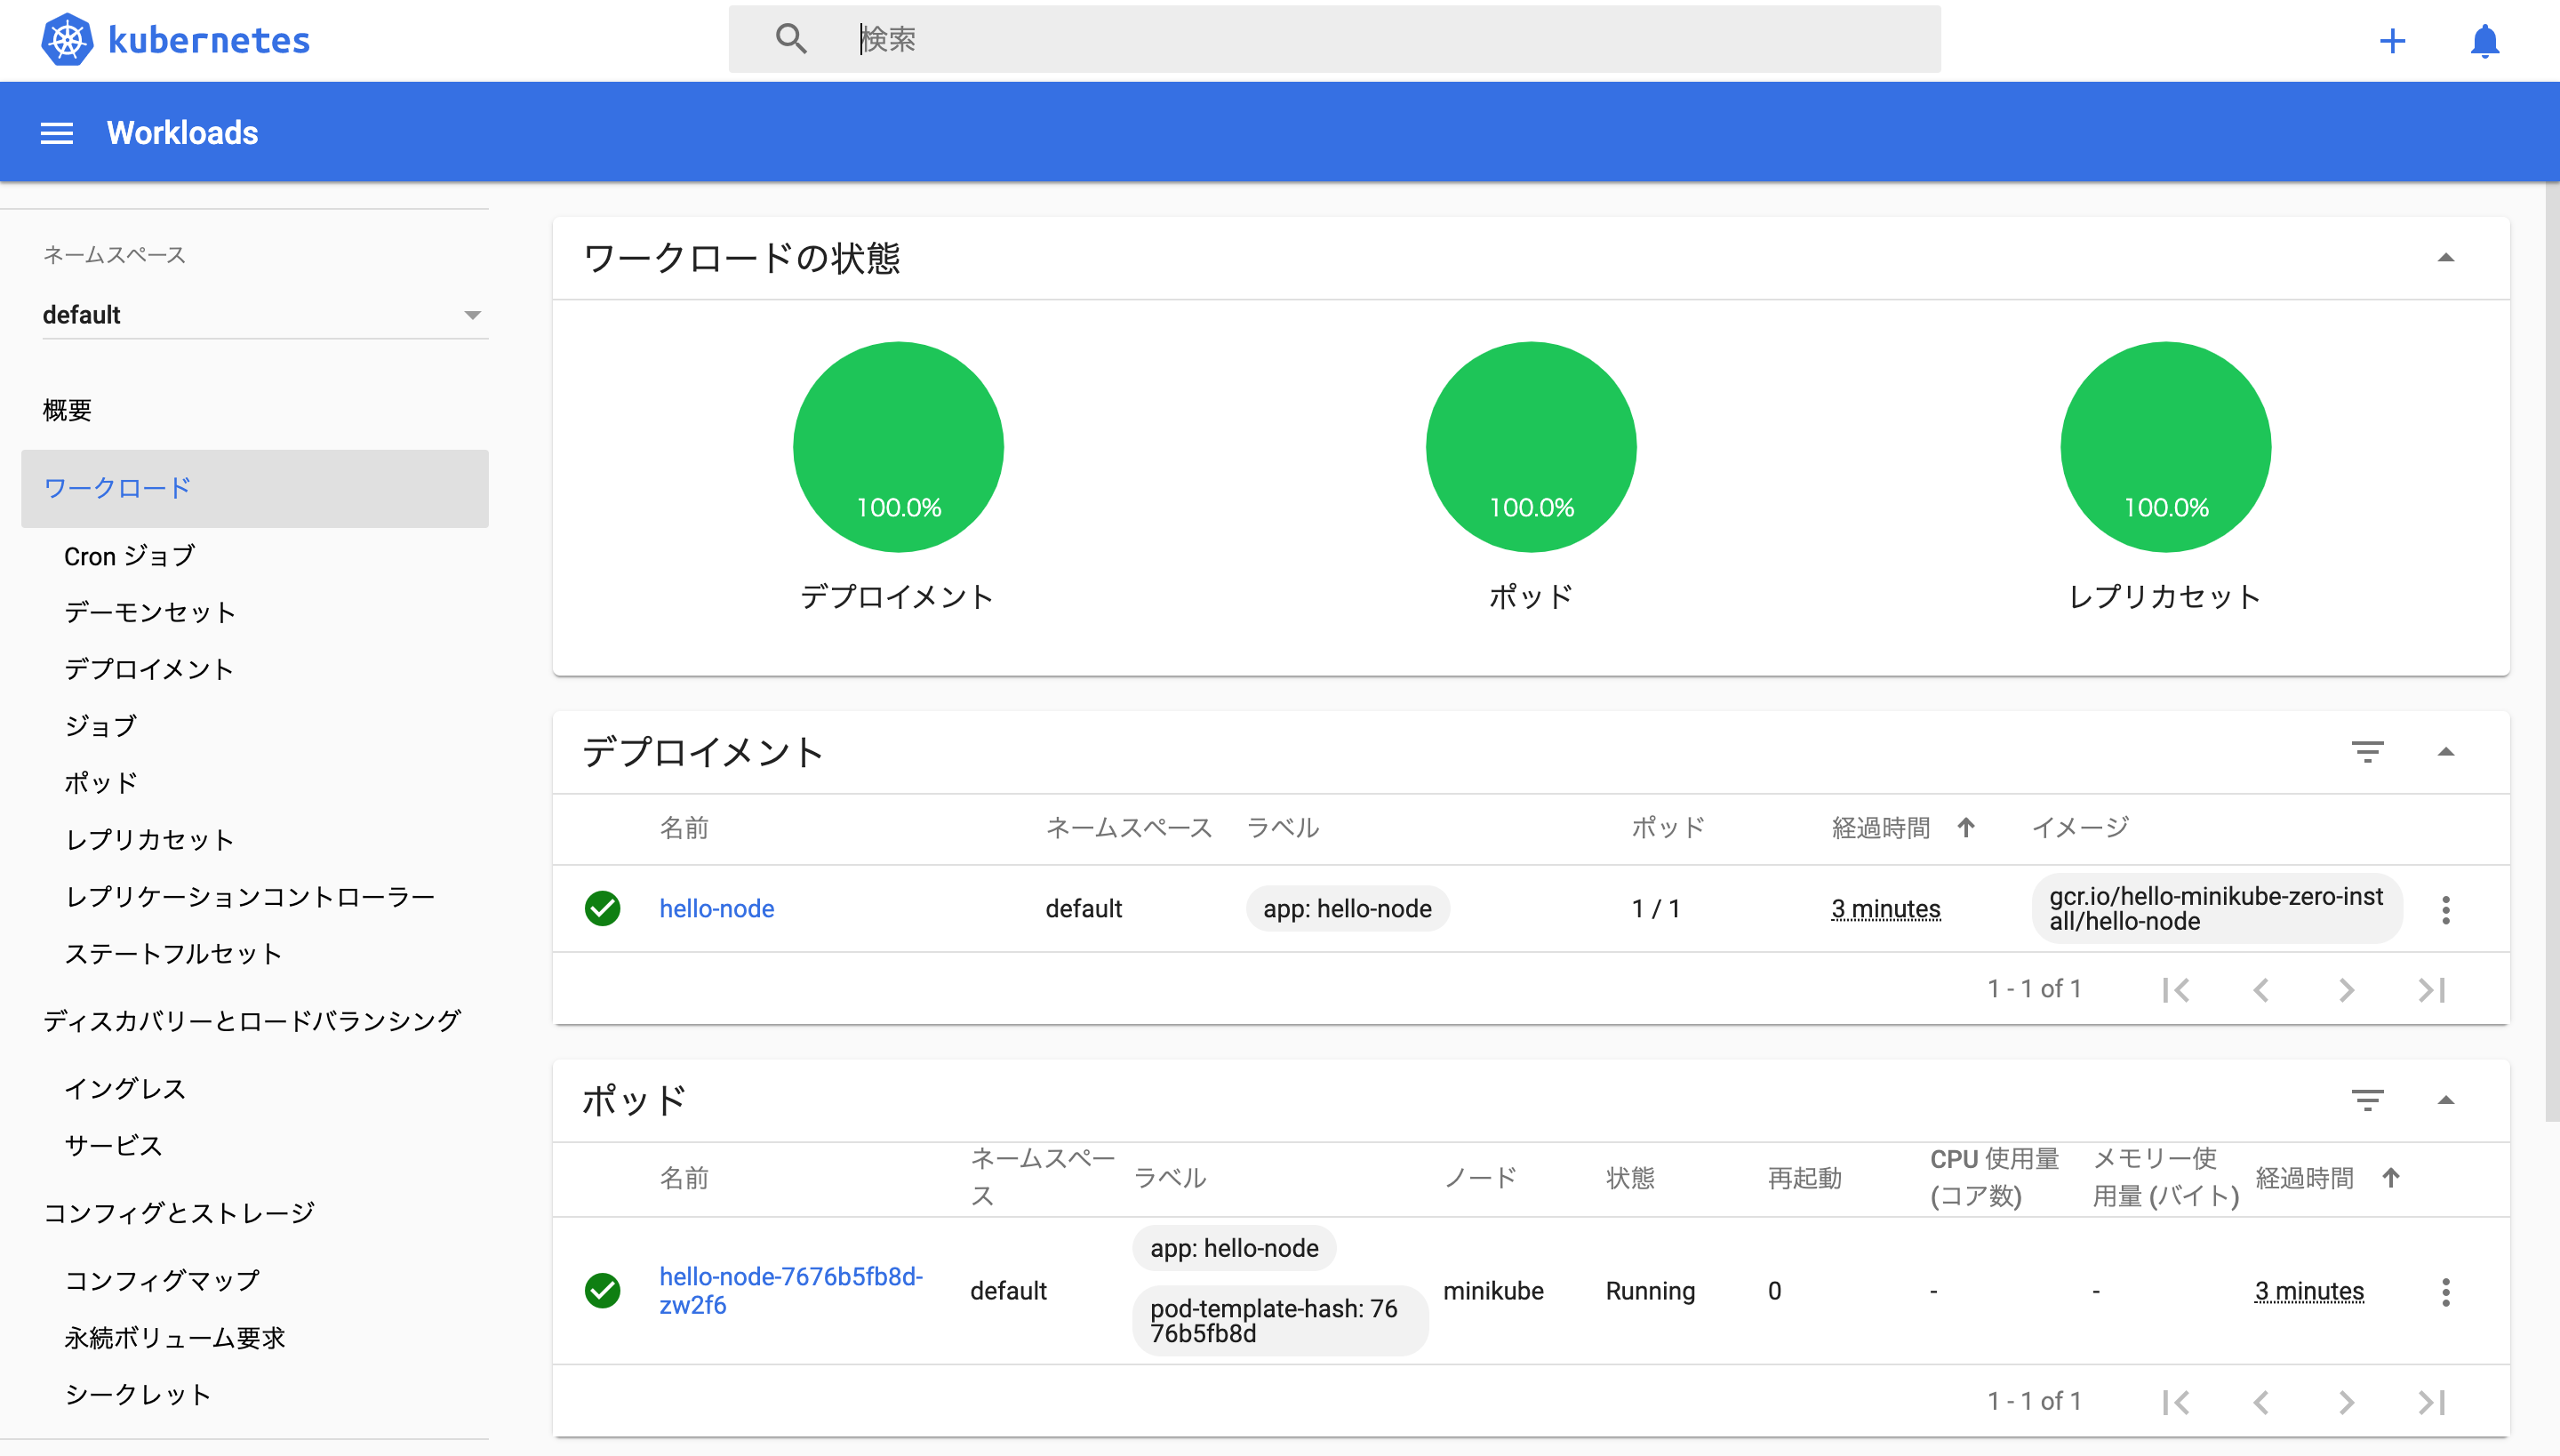 kubernetes
検索
Workloads
ネームスペース
default
概要
ワークロード
Cron ジョブ
デーモンセット
デプロイメント
ジョブ
ポッド
レプリカセット
レプリケーションコントローラー
ステートフルセット
ディスカバリーとロードバランシング
イングレス
サービス
コンフィグとストレージ
コンフィグマップ
永続ボリューム要求
シークレット
ワークロードの状態
100.0% 100.0% 100.0%
デプロイメント ポッド レプリカセット
デプロイメント
名前 ネームスペース ラベル ポッド 経過時間 イメージ
hello-node default app: hello-node 1 / 1 3 minutes gcr.io/hello-minikube-zero-inst
all/hello-node
1 - 1 of 1
ポッド
名前 ネームスペー
ス ラベル ノード 状態 再起動 CPU 使用量
(コア数) メモリー使
用量 (バイト) 経過時間
hello-node-7676b5fb8d-
zw2f6 default app: hello-node
pod-template-hash: 76
76b5fb8d minikube Running 0 - - 3 minutes
1 - 1 of 1